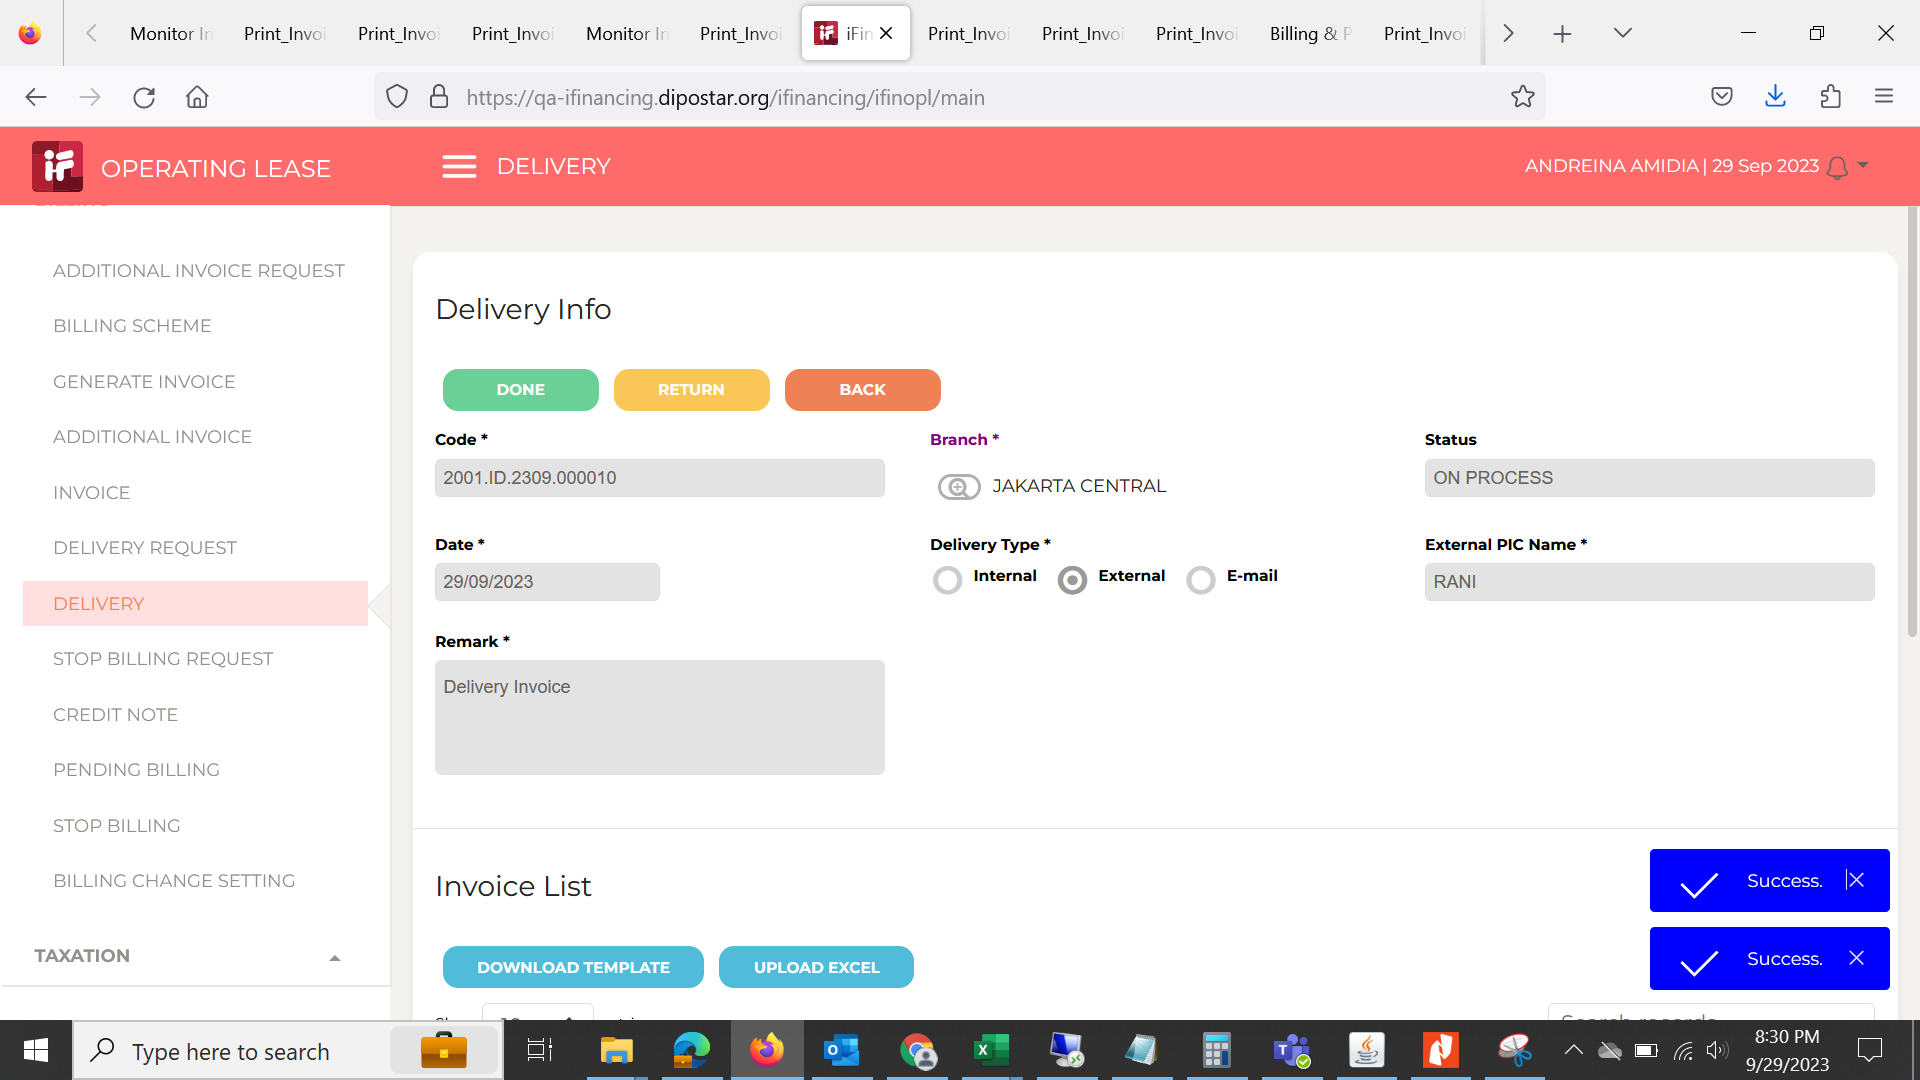 Monitor In
Print_Invoi
Print_Invoi
Print_Invoi
Monitor In
Print_Invoi
iFin
Print_Invoi
Print_Invoi
Print_Invoi
Billing & P
Print_Invoi
https://qa-ifinancing.dipostar.org/ifinancing/ifinopl/main
iF OPERATING LEASE
DELIVERY
ANDREINA AMIDIA | 29 Sep 2023
ADDITIONAL INVOICE REQUEST
BILLING SCHEME
GENERATE INVOICE
ADDITIONAL INVOICE
INVOICE
DELIVERY REQUEST
DELIVERY
STOP BILLING REQUEST
CREDIT NOTE
PENDING BILLING
STOP BILLING
BILLING CHANGE SETTING
TAXATION
Delivery Info
DONE RETURN BACK
Code * Branch * Status
2001.ID.2309.000010 JAKARTA CENTRAL ON PROCESS
Date * Delivery Type * External PIC Name *
29/09/2023 Internal External E-mail RANI
Remark *
Delivery Invoice
Invoice List
Success.
Success.
DOWNLOAD TEMPLATE UPLOAD EXCEL
Type here to search
8:30 PM
9/29/2023